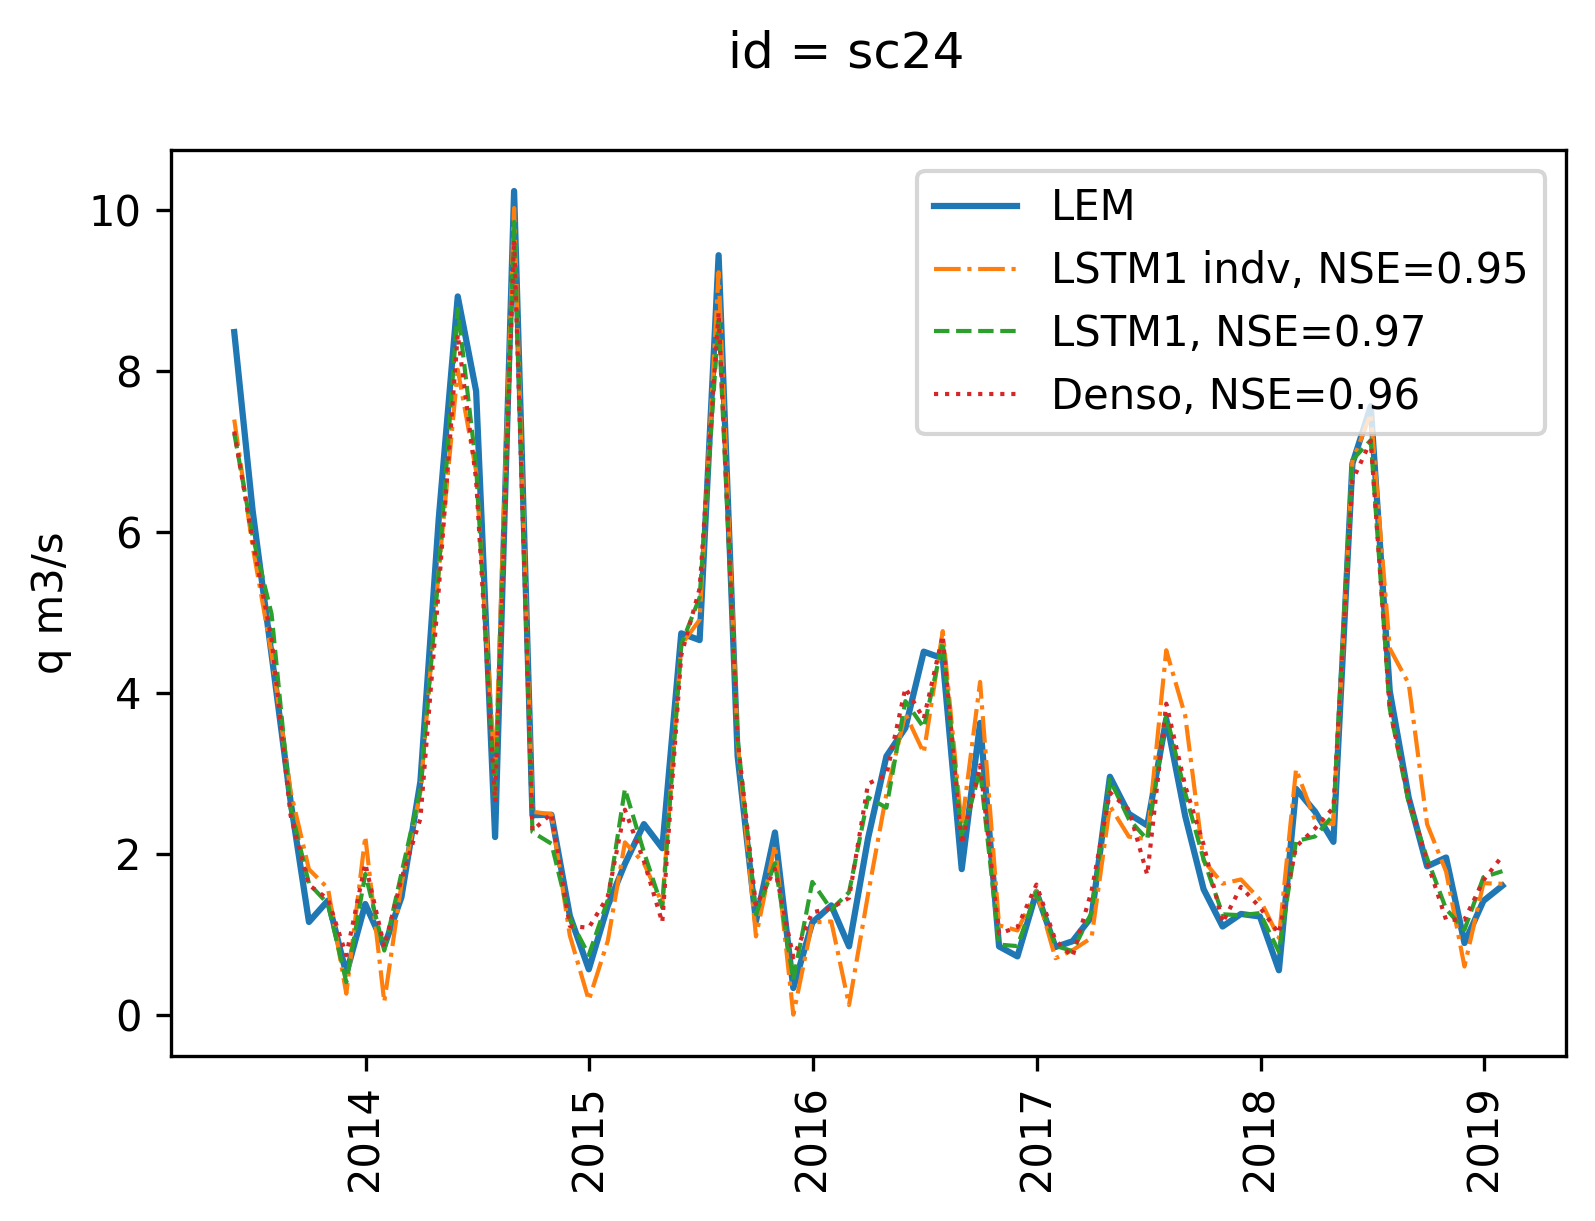 id = sc24
LEM
LSTM1 indv, NSE=0.95
LSTM1, NSE=0.97
Denso, NSE=0.96
q m3/s
10
8
6
4
2
0
2014
2015
2016
2017
2018
2019